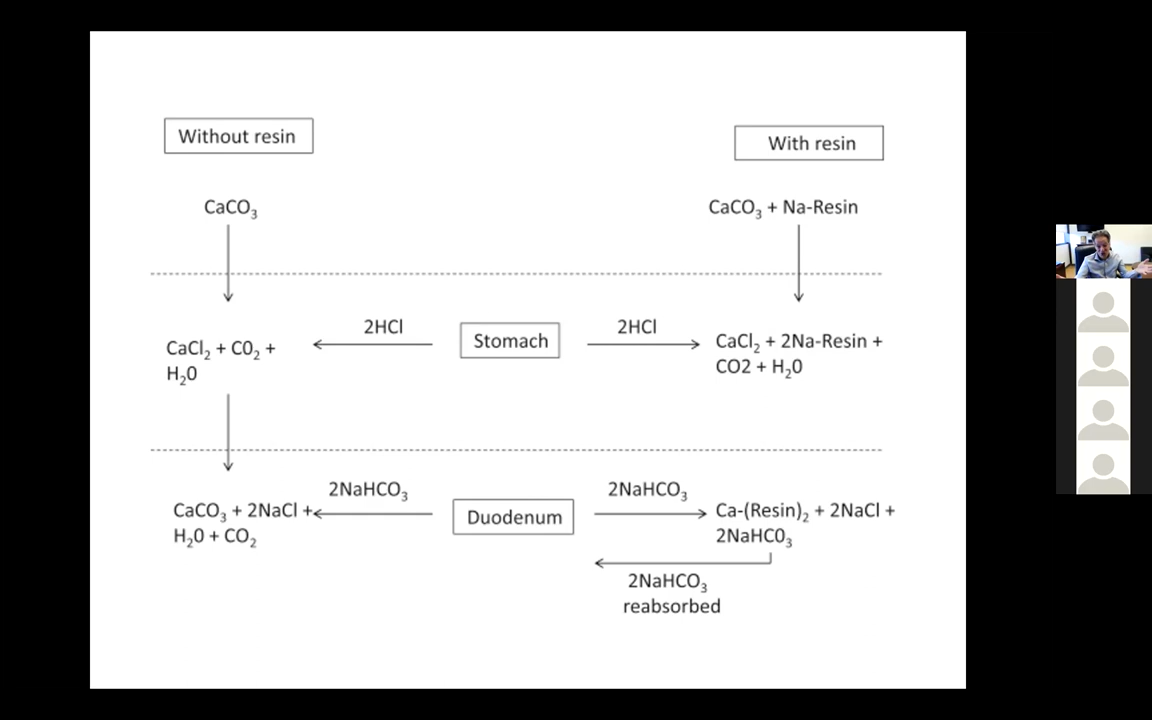 Without resin
With resin
CaCO₃
CaCO₃ + Na-Resin
2HCl
Stomach
2HCl
CaCl₂ + C0₂ +
H₂0
CaCl₂ + 2Na-Resin +
CO2 + H₂0
2NaHCO₃
Duodenum
2NaHCO₃
CaCO₃ + 2NaCl +
H₂0 + CO₂
Ca-(Resin)₂ + 2NaCl +
2NaHC0₃
2NaHCO₃
reabsorbed